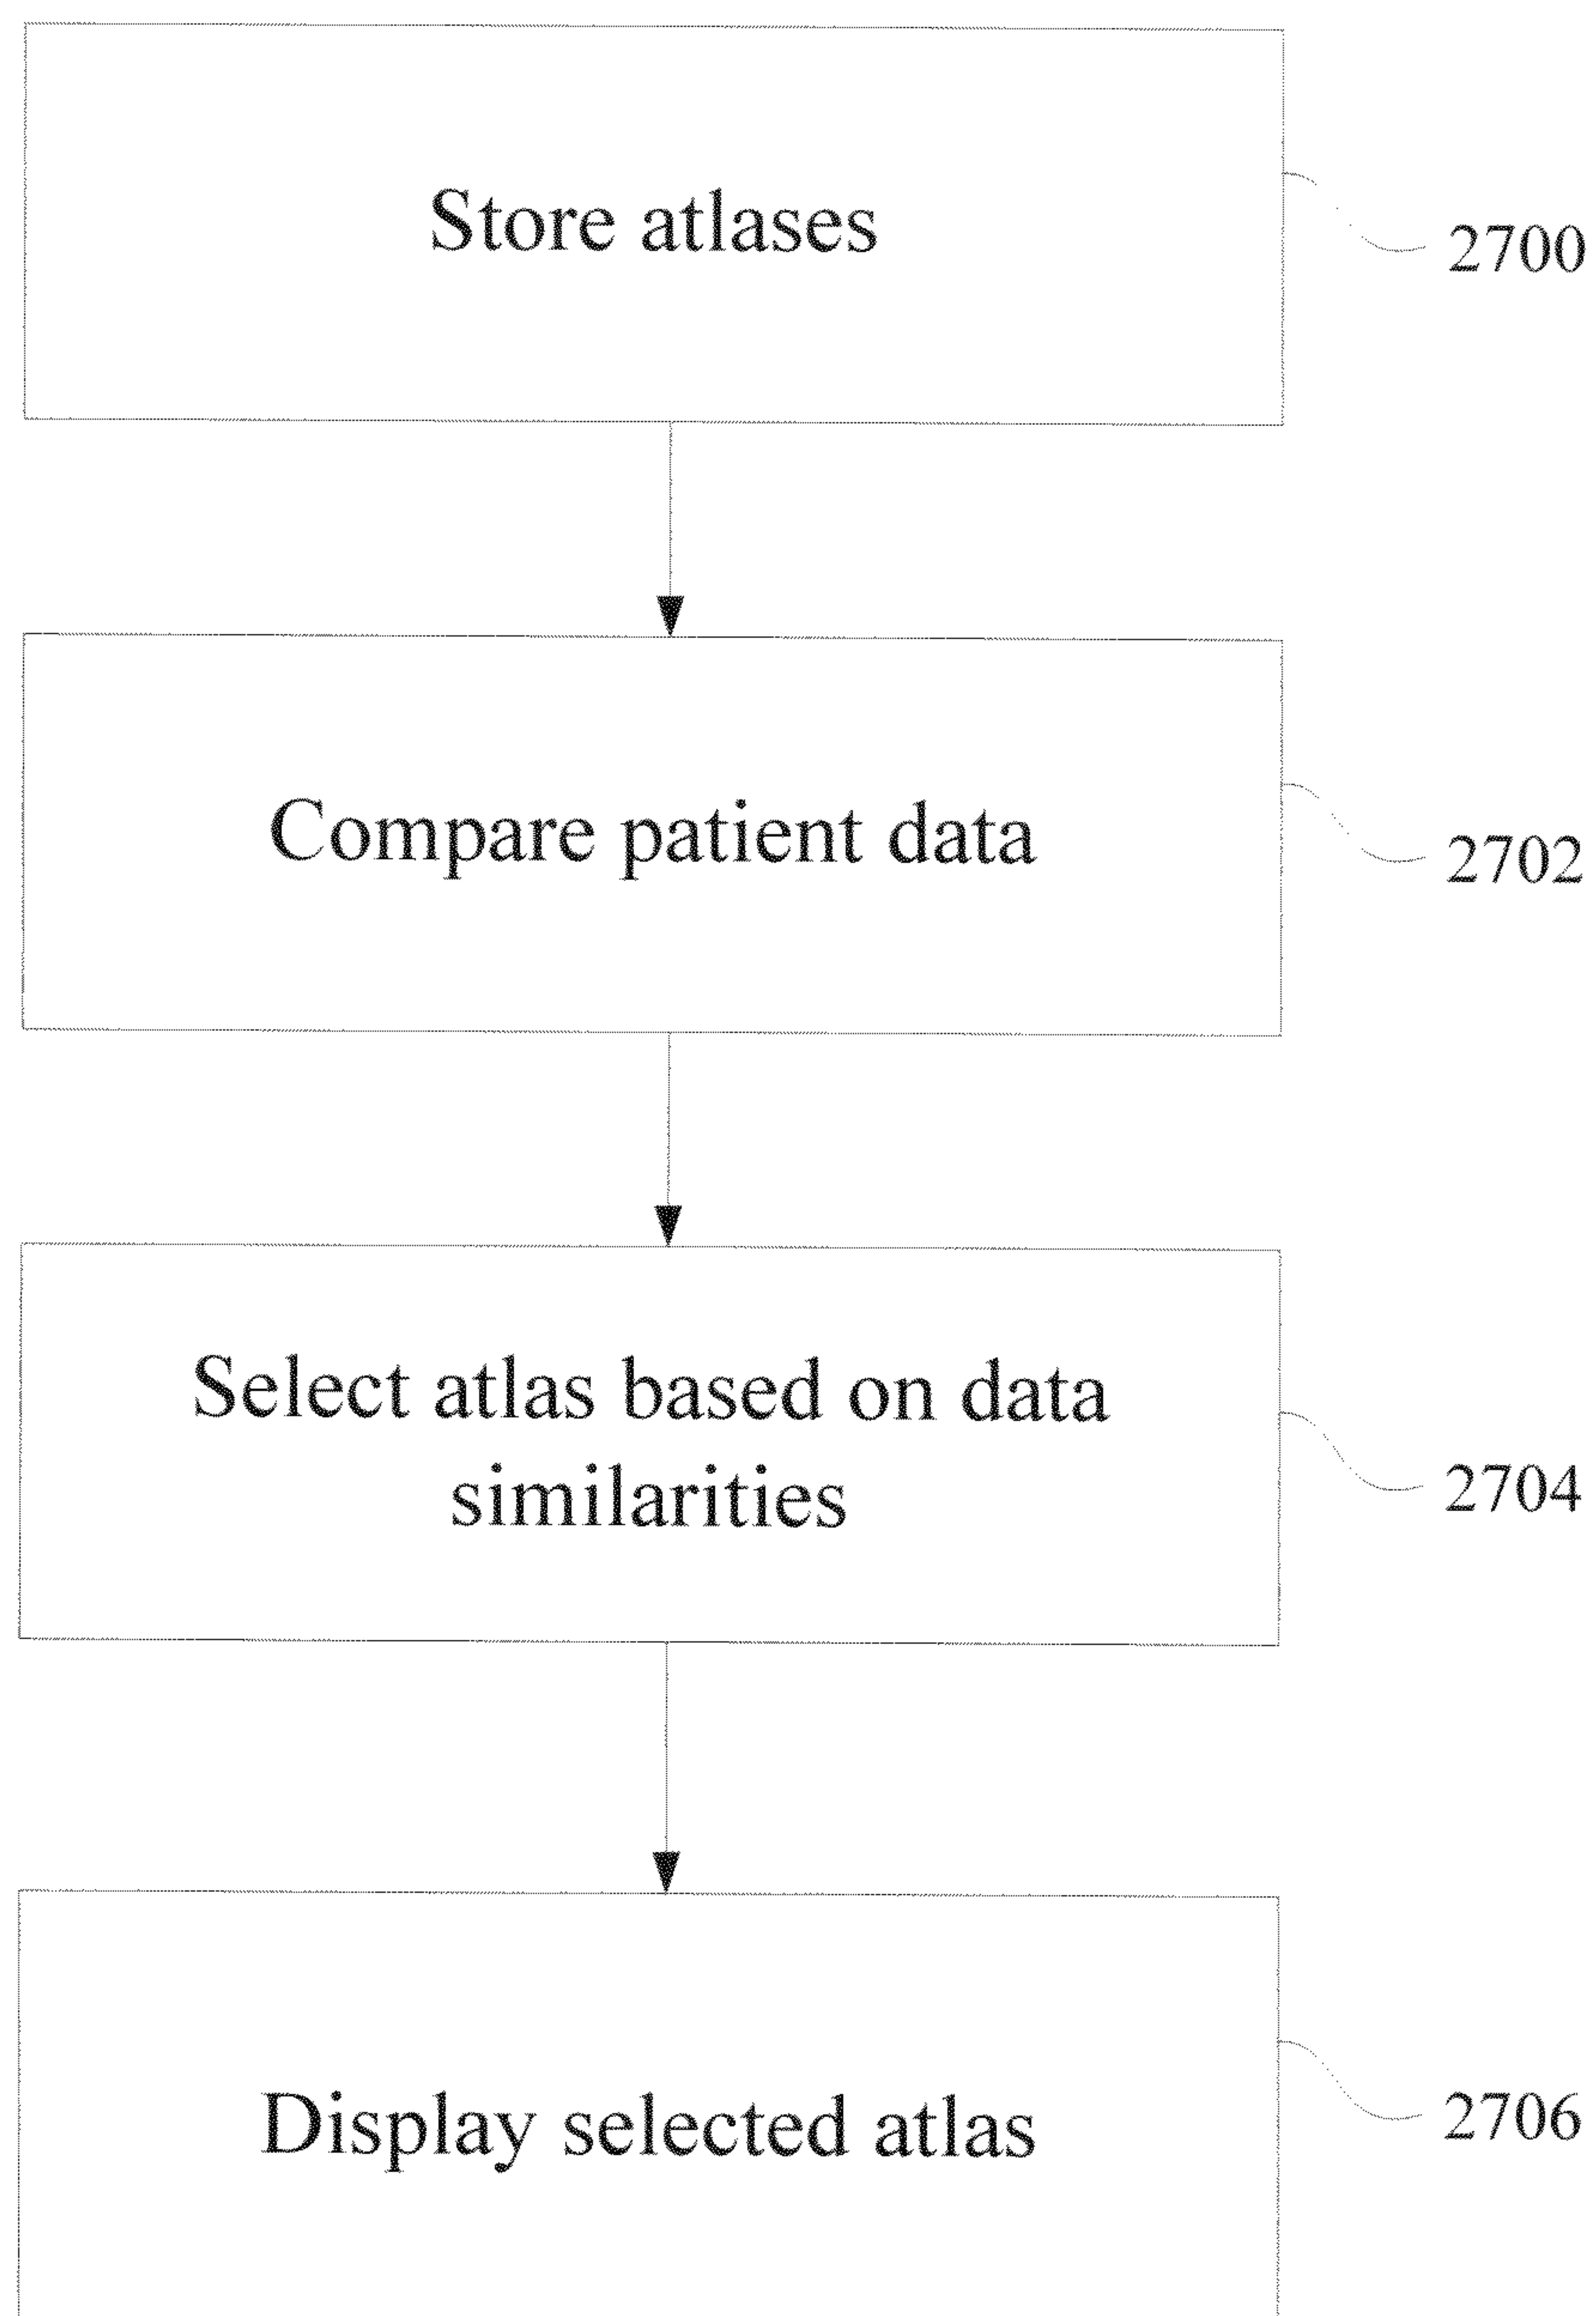 Store atlases
2700
Compare patient data
2702
Select atlas based on data
similarities
2704
Display selected atlas
2706